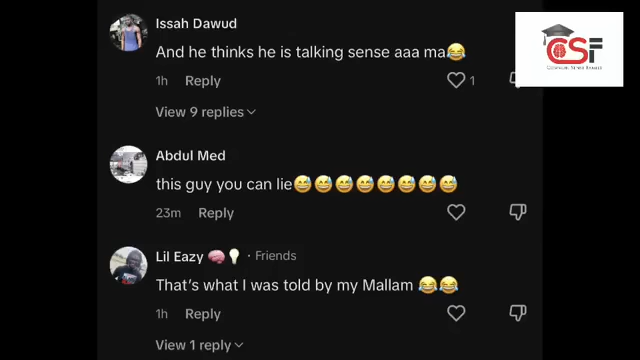 Issah Dawud
And he thinks he is talking sense aaa ma😂
1h Reply
1
View 9 replies
Abdul Med
this guy you can lie😅😅😅😅😅😅😅😅
23m Reply
Lil Eazy 🧠💡 · Friends
That's what I was told by my Mallam 😂😂
1h Reply
View 1 reply
CSF